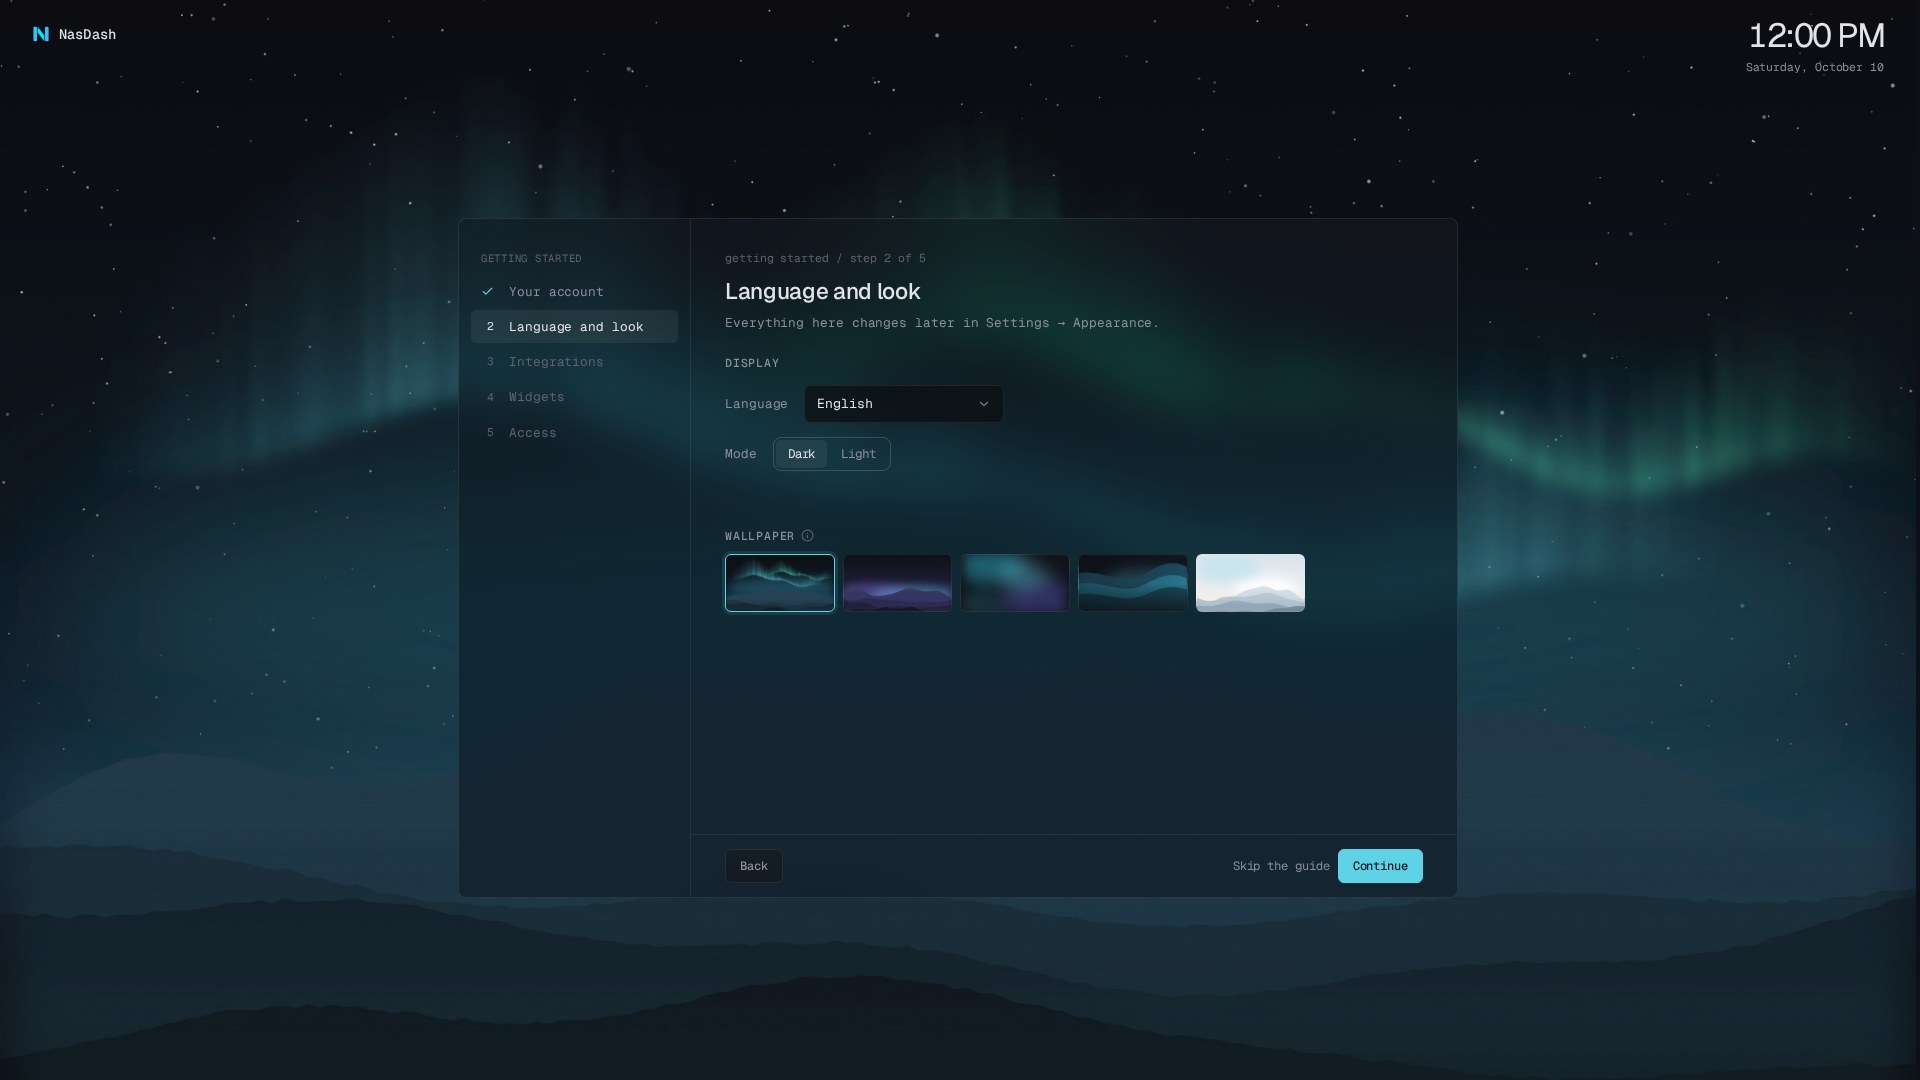 NasDash
12:00 PM
Saturday, October 10
GETTING STARTED
Your account
2 Language and look
3 Integrations
4 Widgets
5 Access
getting started / step 2 of 5
Language and look
Everything here changes later in Settings → Appearance.
DISPLAY
Language English
Mode Dark Light
WALLPAPER
Back
Skip the guide Continue